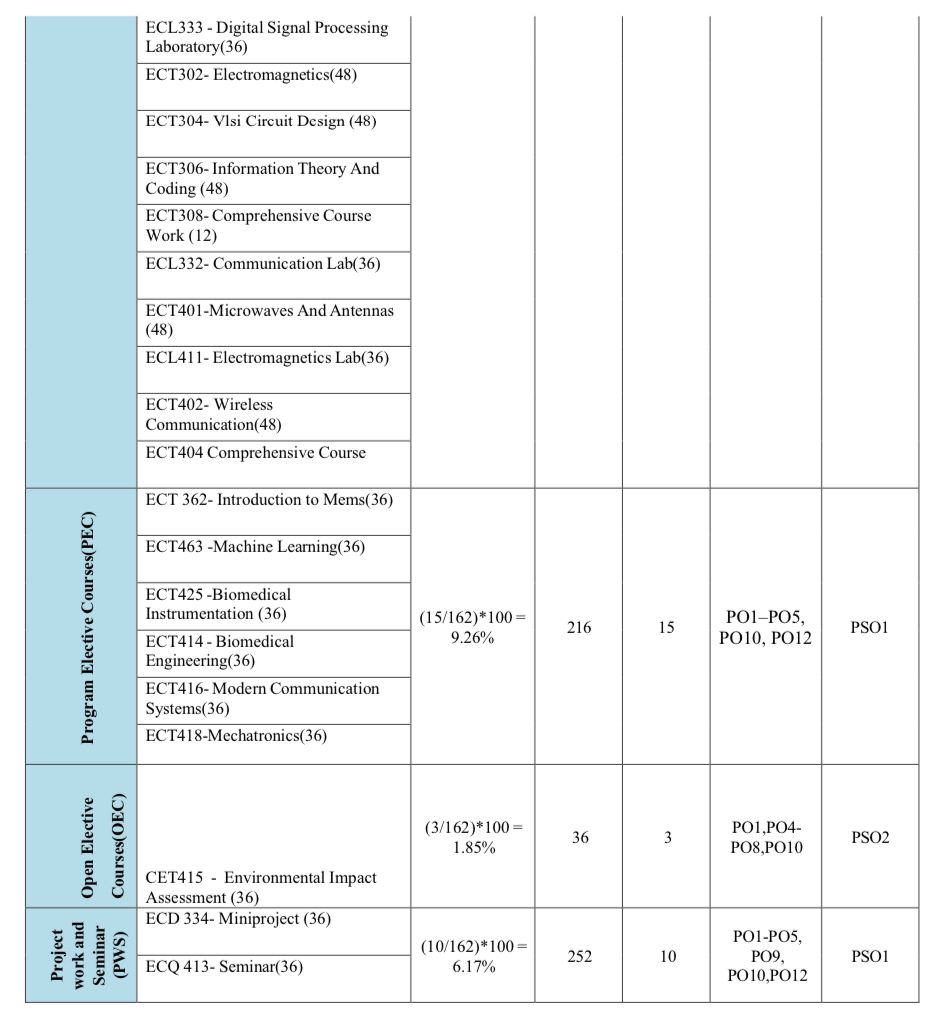 ECL333 - Digital Signal Processing
Laboratory(36)
ECT302- Electromagnetics(48)
ECT304- Vlsi Circuit Design (48)
ECT306- Information Theory And
Coding (48)
ECT308- Comprehensive Course
Work (12)
ECL332- Communication Lab(36)
ECT401-Microwaves And Antennas
(48)
ECL411- Electromagnetics Lab(36)
ECT402- Wireless
Communication(48)
ECT404 Comprehensive Course
Program Elective Courses(PEC)
ECT 362- Introduction to Mems(36)
ECT463 -Machine Learning(36)
ECT425 -Biomedical
Instrumentation (36)
ECT414 - Biomedical
Engineering(36)
ECT416- Modern Communication
Systems(36)
ECT418-Mechatronics(36)
(15/162)*100 =
9.26%
216
15
PO1–PO5,
PO10, PO12
PSO1
Open Elective
Courses(OEC)
CET415 - Environmental Impact
Assessment (36)
(3/162)*100 =
1.85%
36
3
PO1,PO4-
PO8,PO10
PSO2
Project
work and
Seminar
(PWS)
ECD 334- Miniproject (36)
ECQ 413- Seminar(36)
(10/162)*100 =
6.17%
252
10
PO1-PO5,
PO9,
PO10,PO12
PSO1